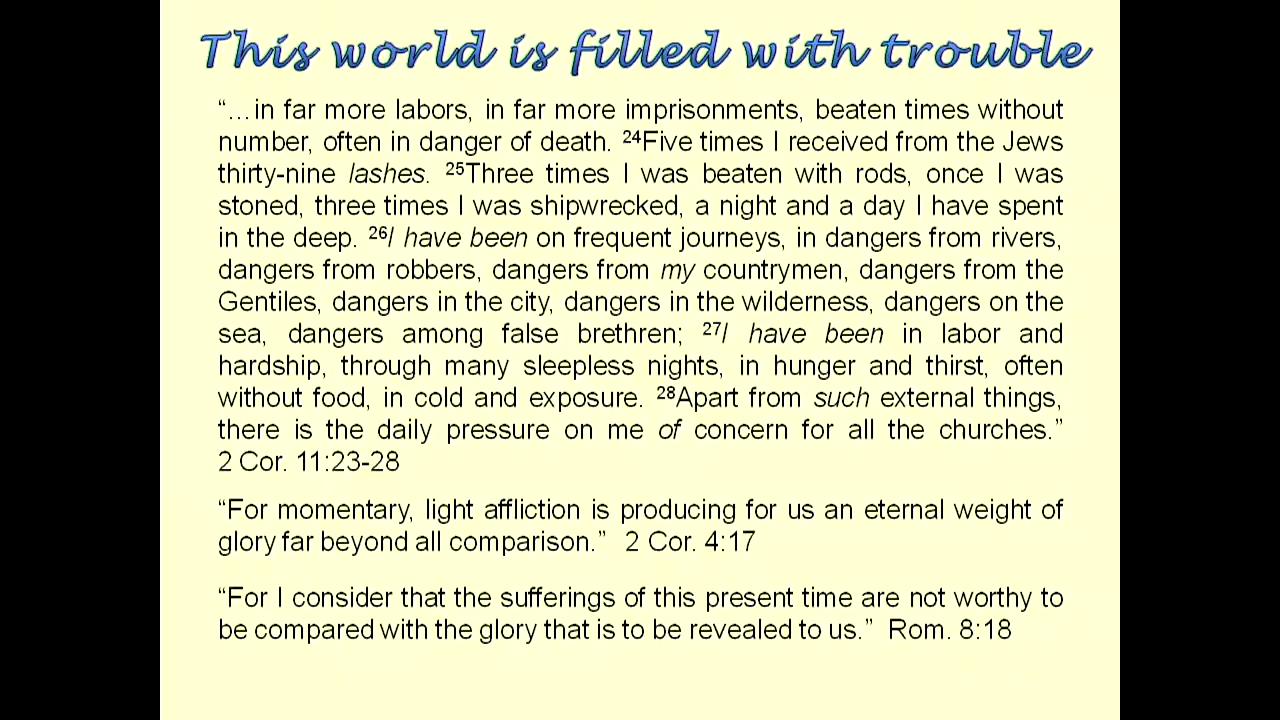 This world is filled with trouble
“…in far more labors, in far more imprisonments, beaten times without
number, often in danger of death. ²⁴Five times I received from the Jews
thirty-nine lashes. ²⁵Three times I was beaten with rods, once I was
stoned, three times I was shipwrecked, a night and a day I have spent
in the deep. ²⁶I have been on frequent journeys, in dangers from rivers,
dangers from robbers, dangers from my countrymen, dangers from the
Gentiles, dangers in the city, dangers in the wilderness, dangers on the
sea, dangers among false brethren; ²⁷I have been in labor and
hardship, through many sleepless nights, in hunger and thirst, often
without food, in cold and exposure. ²⁸Apart from such external things,
there is the daily pressure on me of concern for all the churches.”
2 Cor. 11:23-28
“For momentary, light affliction is producing for us an eternal weight of
glory far beyond all comparison.” 2 Cor. 4:17
“For I consider that the sufferings of this present time are not worthy to
be compared with the glory that is to be revealed to us.” Rom. 8:18